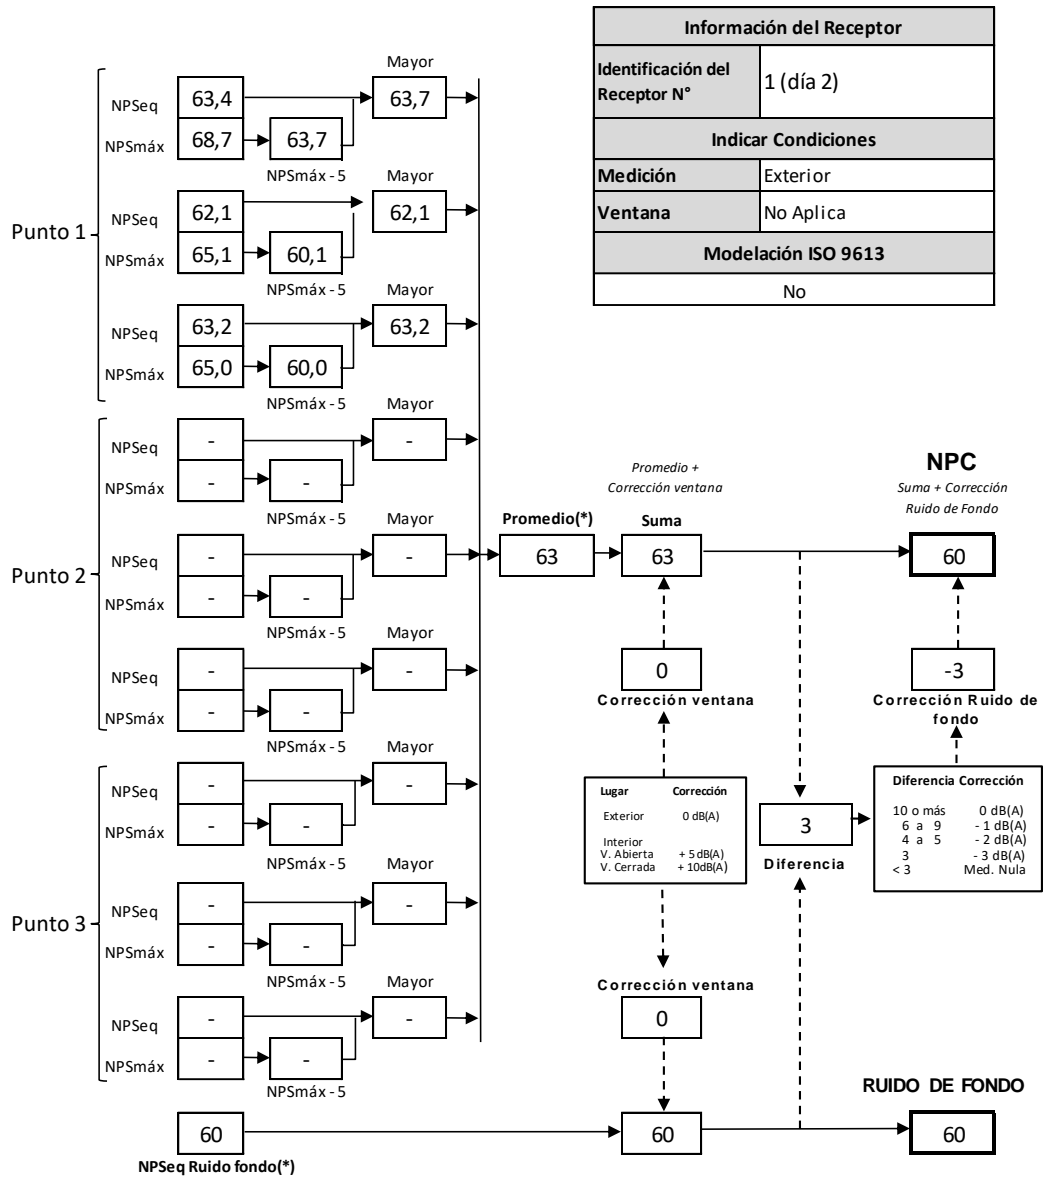 Información del Receptor
Identificación del
Receptor N°
1 (día 2)
Indicar Condiciones
Medición Exterior
Ventana No Aplica
Modelación ISO 9613
No
Punto 1
Mayor
NPSeq 63,4 63,7
NPSmáx 68,7 63,7
NPSmáx - 5
Mayor
NPSeq 62,1 62,1
NPSmáx 65,1 60,1
NPSmáx - 5
Mayor
NPSeq 63,2 63,2
NPSmáx 65,0 60,0
NPSmáx - 5
Punto 2
Mayor
NPSeq - -
NPSmáx - -
NPSmáx - 5
Mayor
NPSeq - -
NPSmáx - -
NPSmáx - 5
Mayor
NPSeq - -
NPSmáx - -
NPSmáx - 5
Punto 3
Mayor
NPSeq - -
NPSmáx - -
NPSmáx - 5
Mayor
NPSeq - -
NPSmáx - -
NPSmáx - 5
Mayor
NPSeq - -
NPSmáx - -
NPSmáx - 5
Promedio(*)
63
Promedio +
Corrección ventana
Suma
63
NPC
Suma + Corrección
Ruido de Fondo
60
0
Corrección ventana
-3
Corrección Ruido de
fondo
Lugar Corrección
Exterior 0 dB(A)
Interior
V. Abierta + 5 dB(A)
V. Cerrada + 10dB(A)
3
Diferencia
Diferencia Corrección
10 o más 0 dB(A)
6 a 9 - 1 dB(A)
4 a 5 - 2 dB(A)
3 - 3 dB(A)
< 3 Med. Nula
Corrección ventana
0
RUIDO DE FONDO
60 60 60
NPSeq Ruido fondo(*)